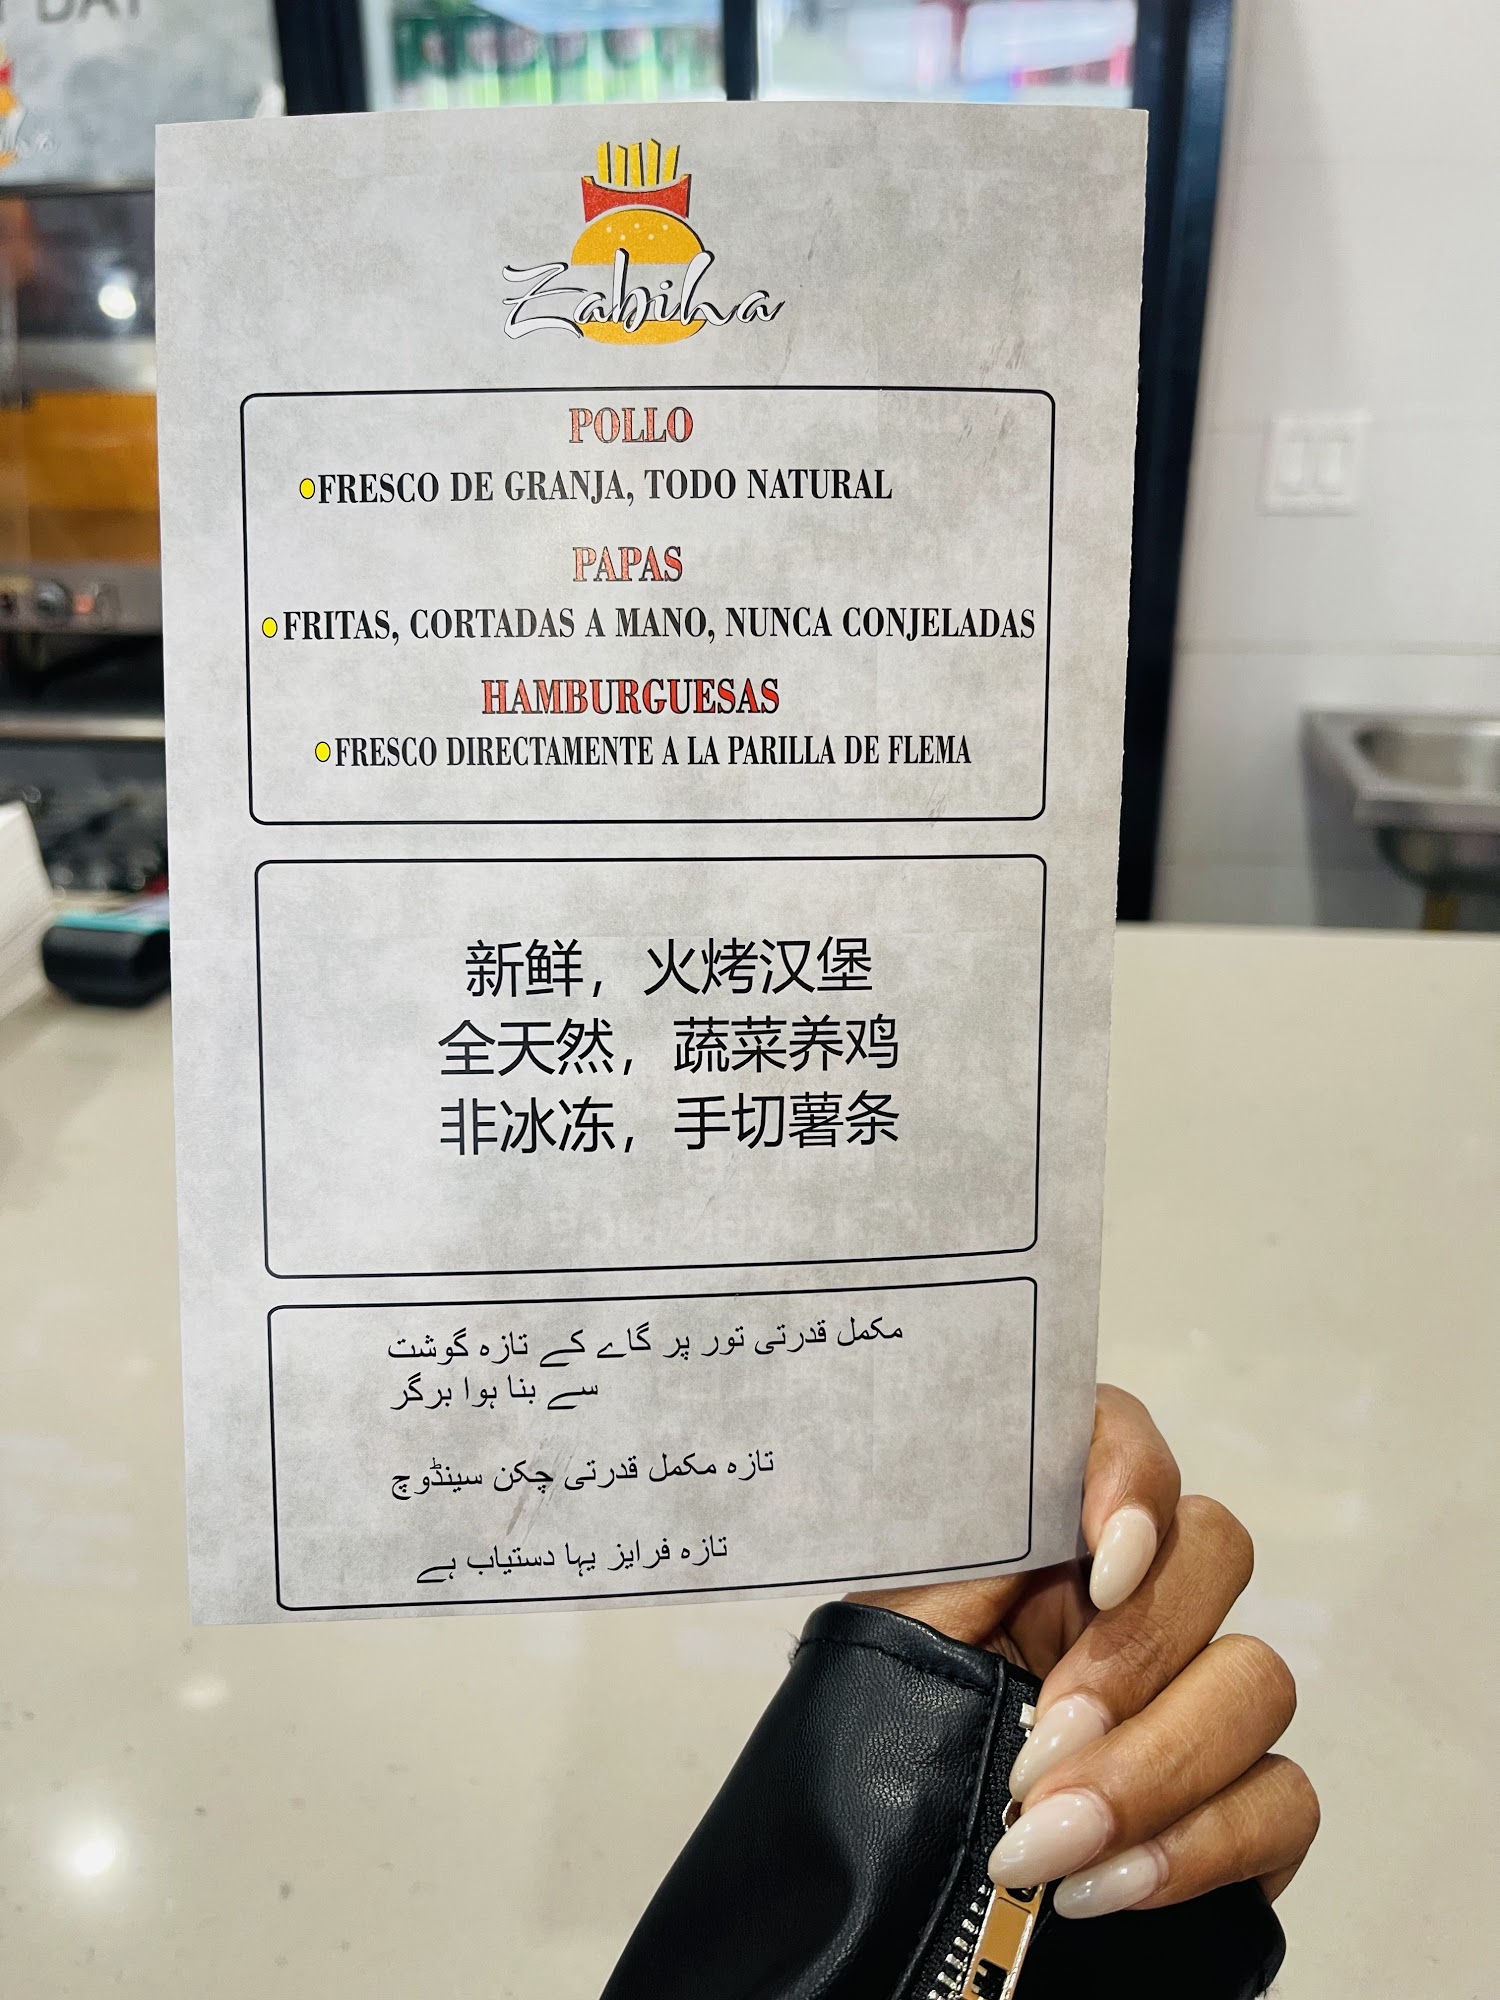 DAY
Zabiha
POLLO
FRESCO DE GRANJA, TODO NATURAL
PAPAS
FRITAS, CORTADAS A MANO, NUNCA CONJELADAS
HAMBURGUESAS
FRESCO DIRECTAMENTE A LA PARILLA DE FLEMA
新鲜，火烤汉堡
全天然，蔬菜养鸡
非冰冻，手切薯条
مکمل قدرتی تور پر گاے کے تازہ گوشت
سے بنا ہوا برگر
تازہ مکمل قدرتی چکن سینڈوچ
تازہ فرایز یہا دستیاب ہے